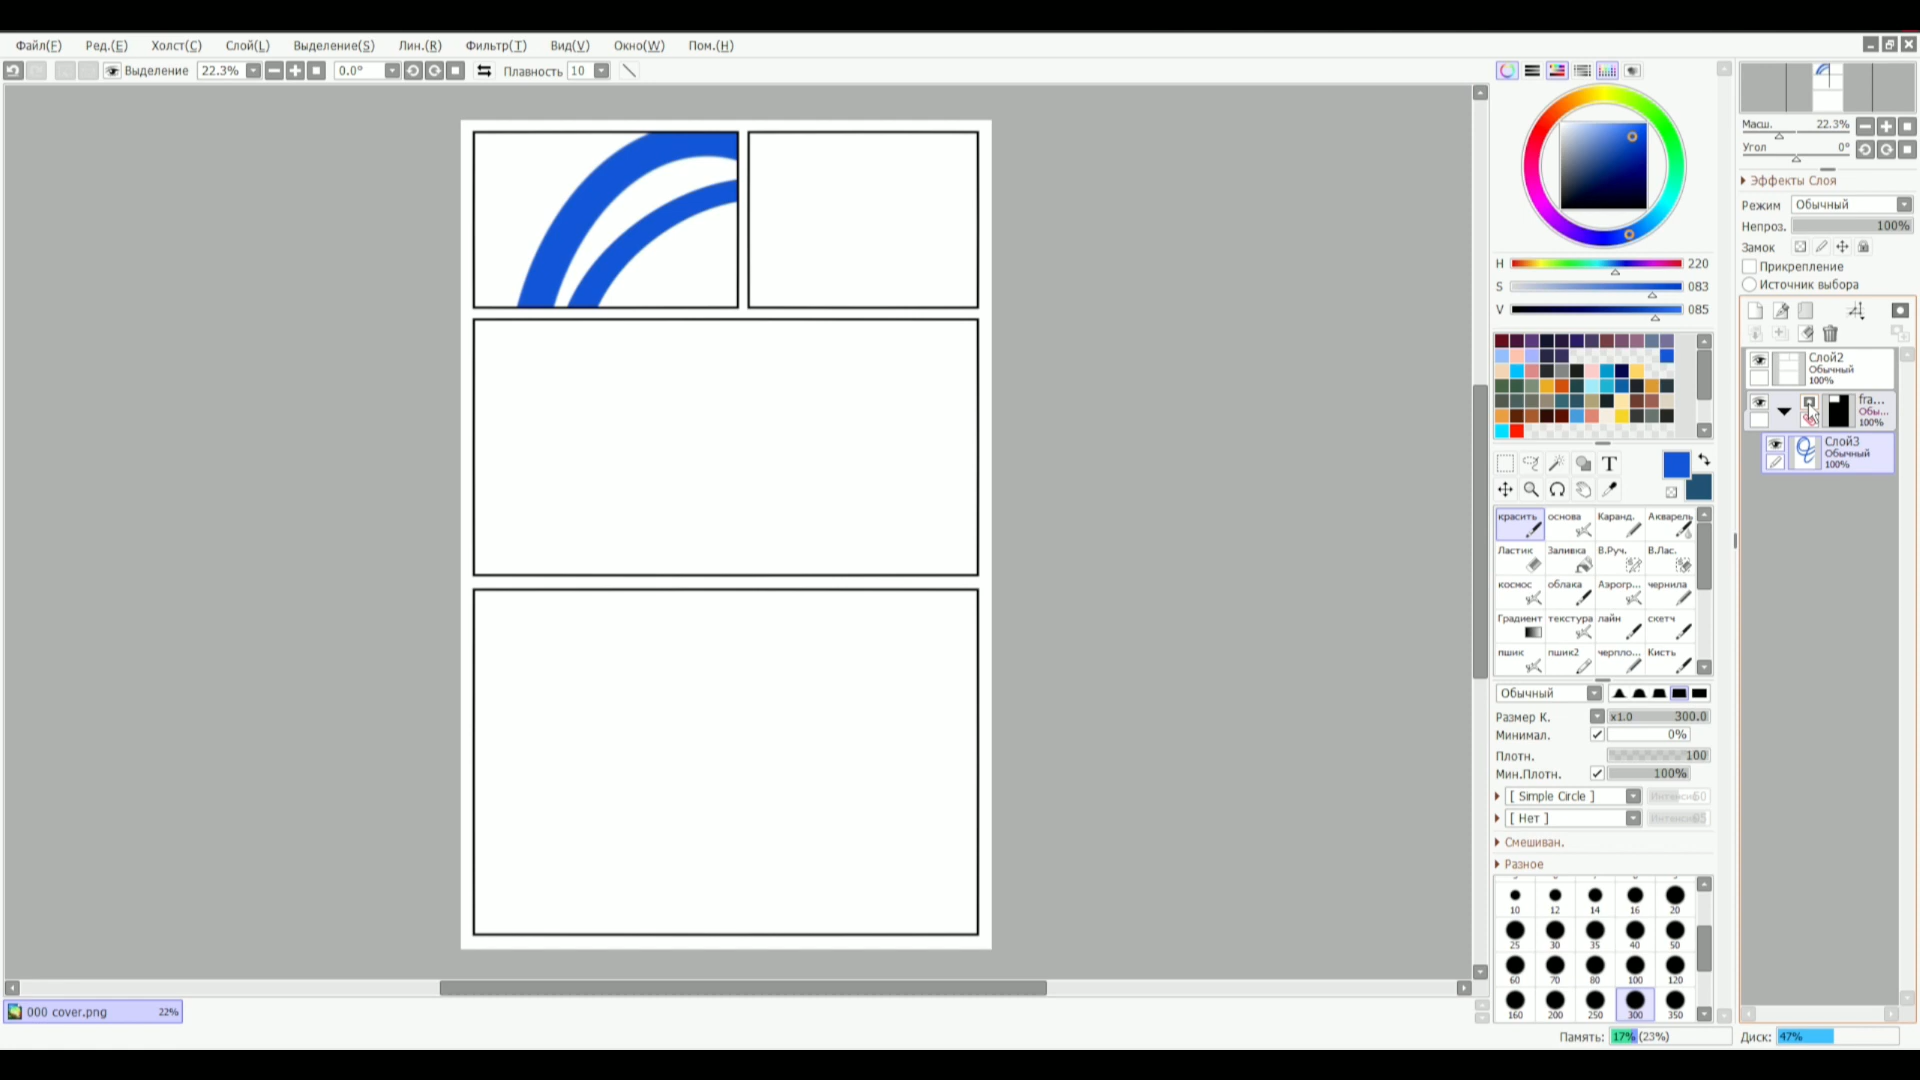 Файл(F) Ред.(E) Холст(C) Слой(L) Выделение(S) Лин.(R) Фильтр(T) Вид(V) Окно(W) Пом.(H)
Выделение 22.3% 0.0° Плавность 10
H 220
S 083
V 085
T
красить основа Каранд. Акварель
Ластик Заливка В.Руч. В.Лас.
космос облака Аэрогр... чернила
Градиент текстура лайн скетч
пшик пшик2 черпло... Кисть
Обычный
Размер К. x1.0 300.0
Минимал. 0%
Плотн. 100
Мин.Плотн. 100%
[ Simple Circle ]
[ Нет ]
Смешиван.
Разное
10 12 14 16 20
25 30 35 40 50
60 70 80 100 120
160 200 250 300 350
Масш. 22.3%
Угол 0°
Эффекты Слоя
Режим Обычный
Непроз. 100%
Замок
Прикрепление
Источник выбора
Слой2
Обычный
100%
fra...
Обы...
100%
Слой3
Обычный
100%
000 cover.png 22%
Память: 17% (23%) Диск: 47%